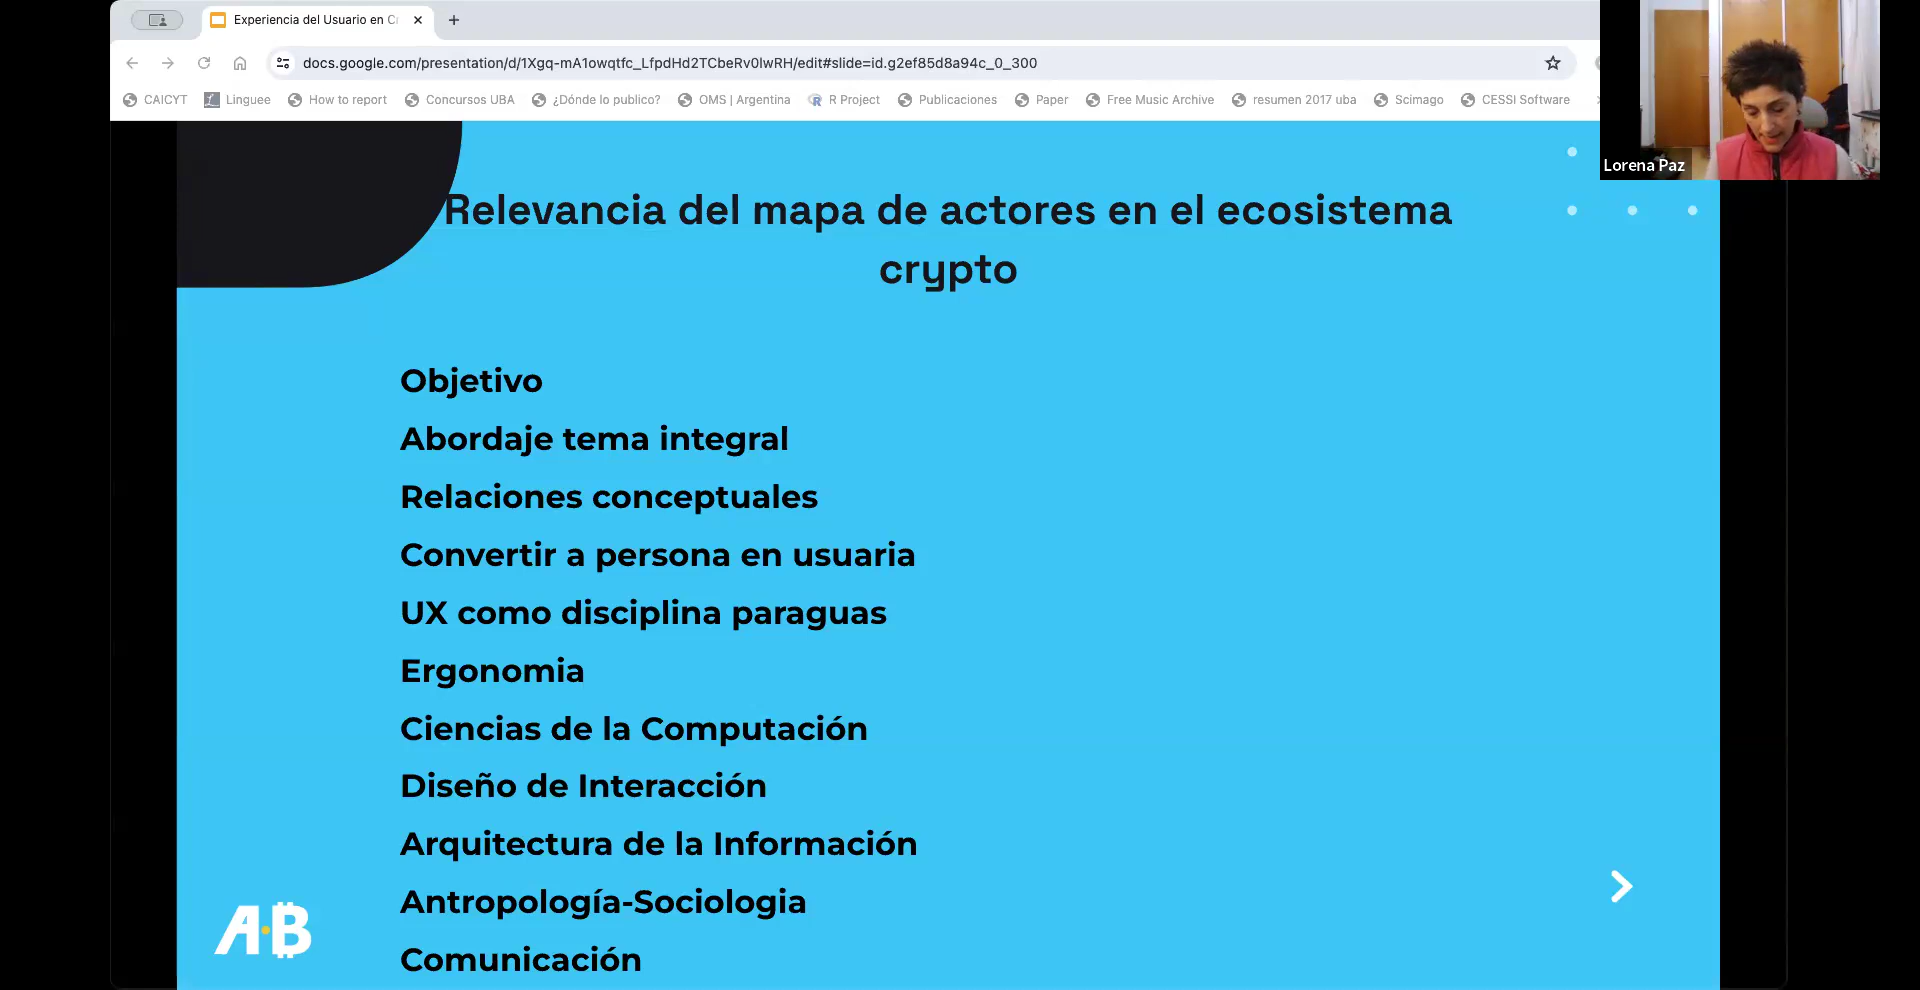 Experiencia del Usuario en C
docs.google.com/presentation/d/1Xgq-mA1owqtfc_LfpdHd2TCbeRv0lwRH/edit#slide=id.g2ef85d8a94c_0_300
CAICYT Linguee How to report Concursos UBA ¿Dónde lo publico? OMS | Argentina R Project Publicaciones Paper Free Music Archive resumen 2017 uba Scimago CESSI Software
Lorena Paz
Relevancia del mapa de actores en el ecosistema
crypto
Objetivo
Abordaje tema integral
Relaciones conceptuales
Convertir a persona en usuaria
UX como disciplina paraguas
Ergonomia
Ciencias de la Computación
Diseño de Interacción
Arquitectura de la Información
Antropología-Sociologia
Comunicación
A·B